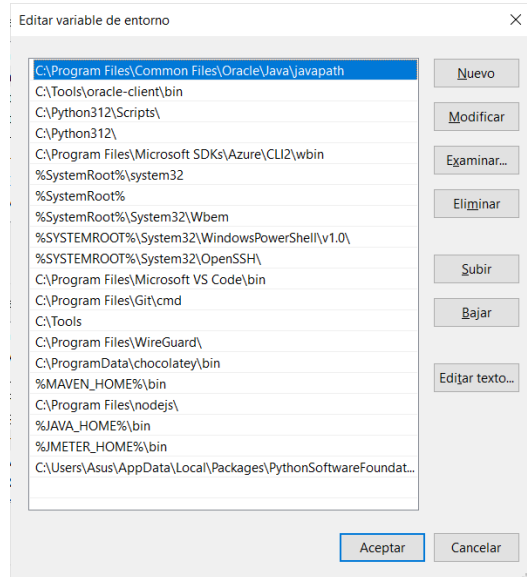 Editar variable de entorno
C:\Program Files\Common Files\Oracle\Java\javapath
C:\Tools\oracle-client\bin
C:\Python312\Scripts\
C:\Python312\
C:\Program Files\Microsoft SDKs\Azure\CLI2\wbin
%SystemRoot%\system32
%SystemRoot%
%SystemRoot%\System32\Wbem
%SYSTEMROOT%\System32\WindowsPowerShell\v1.0\
%SYSTEMROOT%\System32\OpenSSH\
C:\Program Files\Microsoft VS Code\bin
C:\Program Files\Git\cmd
C:\Tools
C:\Program Files\WireGuard\
C:\ProgramData\chocolatey\bin
%MAVEN_HOME%\bin
C:\Program Files\nodejs\
%JAVA_HOME%\bin
%JMETER_HOME%\bin
C:\Users\Asus\AppData\Local\Packages\PythonSoftwareFoundat...
Nuevo
Modificar
Examinar...
Eliminar
Subir
Bajar
Editar texto...
Aceptar
Cancelar